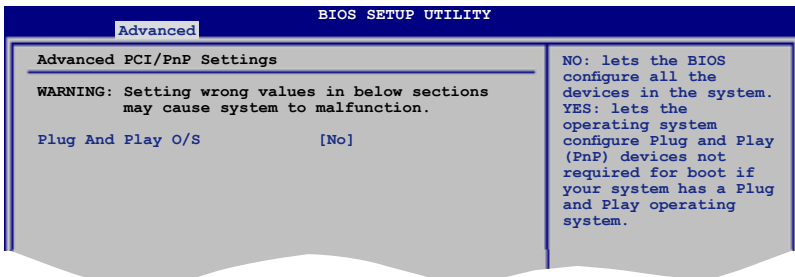 BIOS SETUP UTILITY
Advanced
Advanced PCI/PnP Settings
WARNING: Setting wrong values in below sections
may cause system to malfunction.
Plug And Play O/S [No]
NO: lets the BIOS
configure all the
devices in the system.
YES: lets the
operating system
configure Plug and Play
(PnP) devices not
required for boot if
your system has a Plug
and Play operating
system.